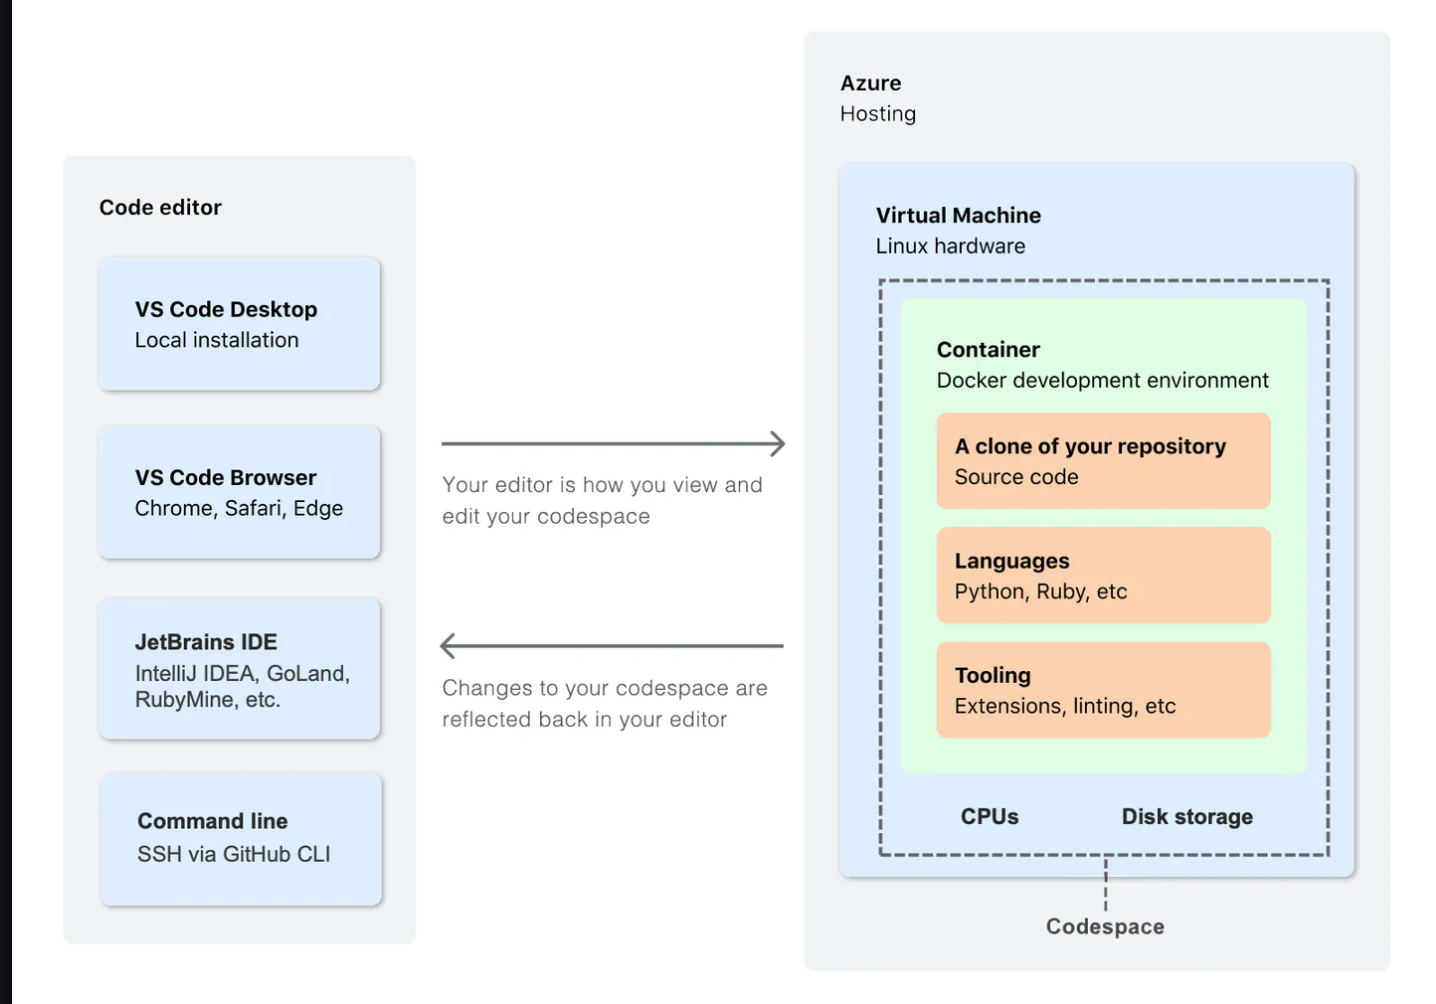 Code editor
VS Code Desktop
Local installation
VS Code Browser
Chrome, Safari, Edge
JetBrains IDE
IntelliJ IDEA, GoLand,
RubyMine, etc.
Command line
SSH via GitHub CLI
Your editor is how you view and
edit your codespace
Changes to your codespace are
reflected back in your editor
Azure
Hosting
Virtual Machine
Linux hardware
Container
Docker development environment
A clone of your repository
Source code
Languages
Python, Ruby, etc
Tooling
Extensions, linting, etc
CPUs
Disk storage
Codespace